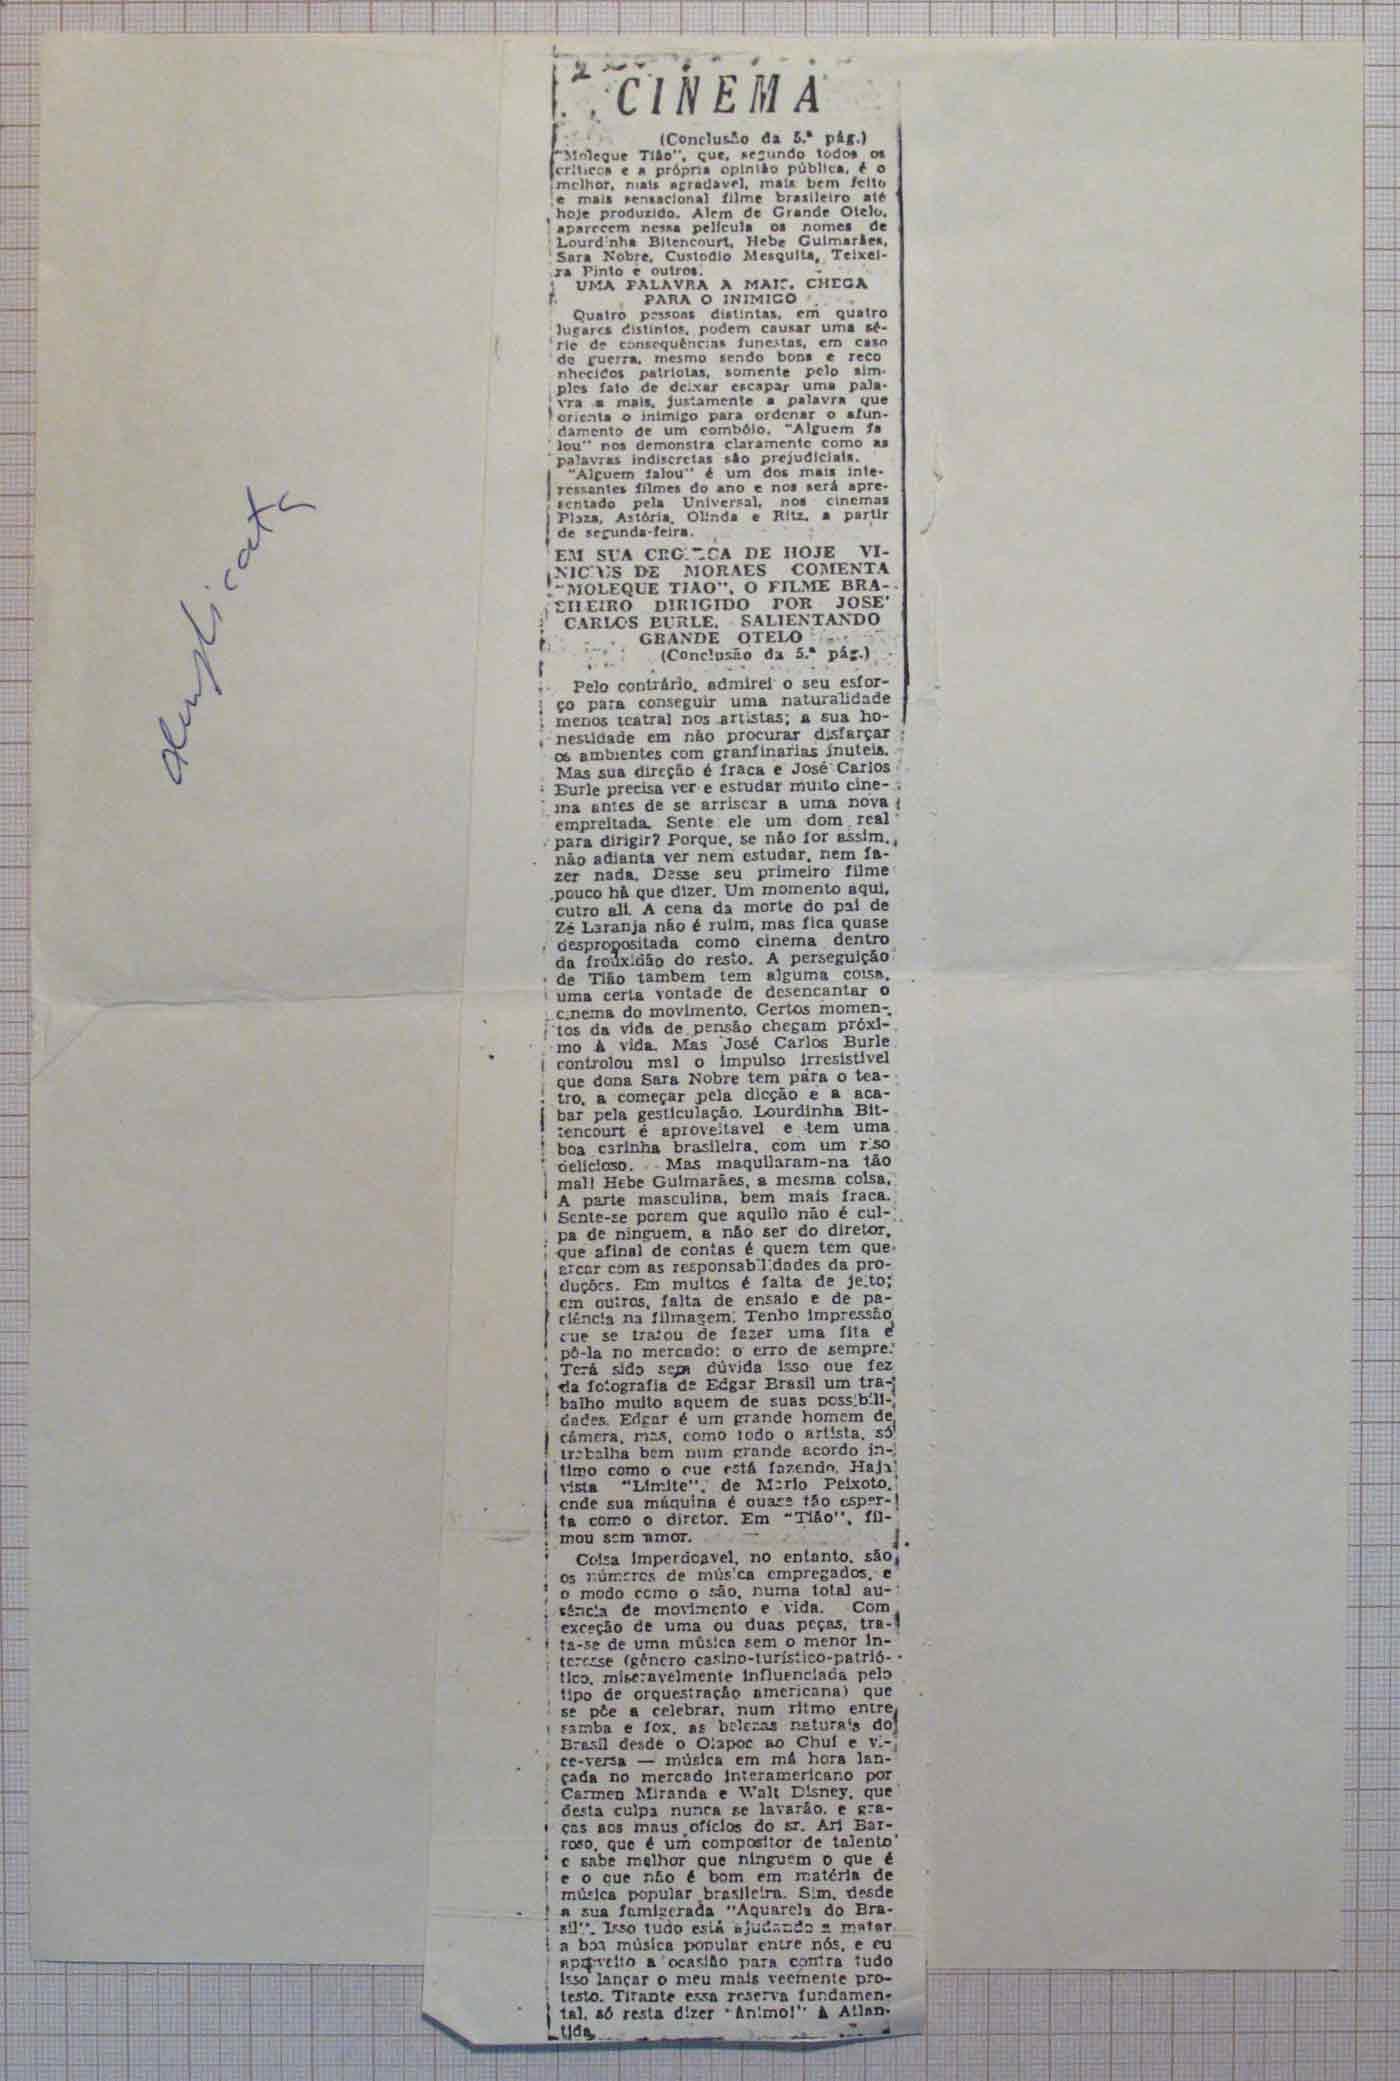 CINEMA
(Conclusão da 5.ª pág.)
"Moleque Tião", que, segundo todos os
críticos e a própria opinião pública, é o
melhor, mais agradavel, mais bem feito
e mais sensacional filme brasileiro até
hoje produzido. Alem de Grande Otelo,
aparecem nessa película os nomes de
Lourdinha Bitencourt, Hebe Guimarães,
Sara Nobre, Custodio Mesquita, Teixei-
ra Pinto e outros.
UMA PALAVRA A MAIS, CHEGA
PARA O INIMIGO
Quatro pessoas distintas, em quatro
lugares distintos, podem causar uma sé-
rie de consequências funestas, em caso
de guerra, mesmo sendo bons e reco
nhecidos patriotas, somente pelo sim-
ples fato de deixar escapar uma pala-
vra a mais, justamente a palavra que
orienta o inimigo para ordenar o afun-
damento de um combôio. "Alguem fa
lou" nos demonstra claramente como as
palavras indiscretas são prejudiciais.
"Alguem falou" é um dos mais inte-
ressantes filmes do ano e nos será apre-
sentado pela Universal, nos cinemas
Plaza, Astória, Olinda e Ritz, a partir
de segunda-feira.
EM SUA CRONICA DE HOJE VI-
NICIUS DE MORAES COMENTA
"MOLEQUE TIAO", O FILME BRA-
SILEIRO DIRIGIDO POR JOSE'
CARLOS BURLE, SALIENTANDO
GRANDE OTELO
(Conclusão da 5.ª pág.)
Pelo contrário, admirei o seu esfor-
ço para conseguir uma naturalidade
menos teatral nos artistas; a sua ho-
nestidade em não procurar disfarçar
os ambientes com granfinarias inuteis.
Mas sua direção é fraca e José Carlos
Burle precisa ver e estudar muito cine-
ma antes de se arriscar a uma nova
empreitada. Sente ele um dom real
para dirigir? Porque, se não for assim,
não adianta ver nem estudar, nem fa-
zer nada. Desse seu primeiro filme
pouco há que dizer. Um momento aqui,
outro ali. A cena da morte do pai de
Zé Laranja não é ruim, mas fica quase
despropositada como cinema dentro
da frouxidão do resto. A perseguição
de Tião tambem tem alguma coisa,
uma certa vontade de desencantar o
cinema do movimento. Certos momen-
tos da vida de pensão chegam próxi-
mo à vida. Mas José Carlos Burle
controlou mal o impulso irresistivel
que dona Sara Nobre tem para o tea-
tro, a começar pela dicção e a aca-
bar pela gesticulação. Lourdinha Bit-
tencourt é aproveitavel e tem uma
boa carinha brasileira, com um riso
delicioso. Mas maquilaram-na tão
mal! Hebe Guimarães, a mesma coisa.
A parte masculina, bem mais fraca.
Sente-se porem que aquilo não é cul-
pa de ninguem, a não ser do diretor,
que afinal de contas é quem tem que
arcar com as responsabilidades da pro-
duções. Em muitos é falta de jeito;
em outros, falta de ensaio e de pa-
ciência na filmagem. Tenho impressão
que se tratou de fazer uma fita e
pô-la no mercado: o erro de sempre.
Terá sido sem dúvida isso que fez
da fotografia de Edgar Brasil um tra-
balho muito aquem de suas possibili-
dades. Edgar é um grande homem de
câmera, mas, como todo o artista, só
trabalha bem num grande acordo ín-
timo como o que está fazendo. Haja
vista "Limite", de Mario Peixoto,
onde sua máquina é quase tão esper-
ta como o diretor. Em "Tião", fil-
mou sem amor.
Coisa imperdoavel, no entanto, são
os números de música empregados, e
o modo como o são, numa total au-
sência de movimento e vida. Com
exceção de uma ou duas peças, tra-
ta-se de uma música sem o menor in-
teresse (gênero casino-turístico-patrió-
tico, miseravelmente influenciada pelo
tipo de orquestração americana) que
se põe a celebrar, num ritmo entre
samba e fox, as belezas naturais do
Brasil desde o Oiapoc ao Chuí e vi-
ce-versa — música em má hora lan-
çada no mercado interamericano por
Carmen Miranda e Walt Disney, que
desta culpa nunca se lavarão, e gra-
ças aos maus ofícios do sr. Ari Bar-
roso, que é um compositor de talento
e sabe melhor que ninguem o que é
e o que não é bom em matéria de
música popular brasileira. Sim, desde
a sua famigerada "Aquarela do Bra-
sil". Isso tudo está ajudando a matar
a boa música popular entre nós, e eu
aproveito a ocasião para contra tudo
isso lançar o meu mais veemente pro-
testo. Tirante essa reserva fundamen-
tal, só resta dizer "Animo!" à Atlan-
tida.
duplicata